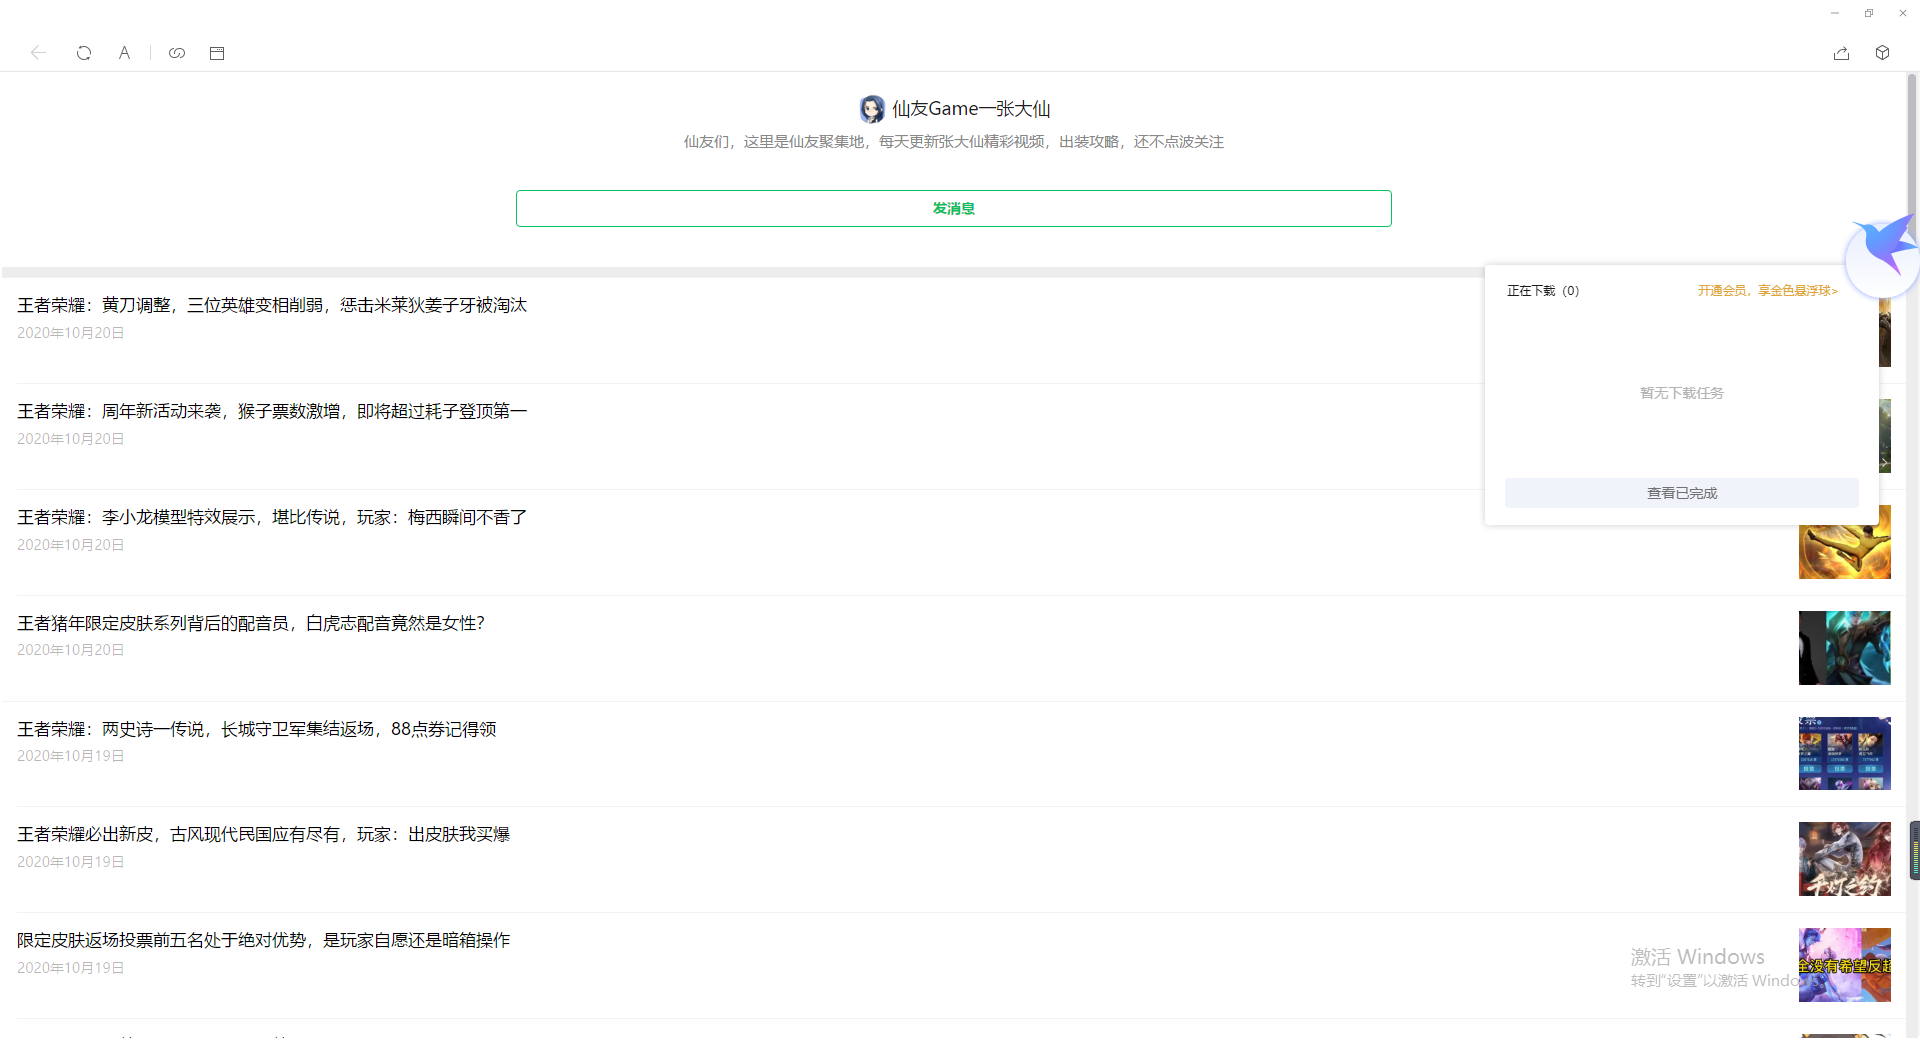 仙友Game一张大仙
仙友们，这里是仙友聚集地，每天更新张大仙精彩视频，出装攻略，还不点波关注
发消息
正在下载（0）
开通会员，享金色悬浮球>
暂无下载任务
查看已完成
王者荣耀：黄刀调整，三位英雄变相削弱，惩击米莱狄姜子牙被淘汰
2020年10月20日
王者荣耀：周年新活动来袭，猴子票数激增，即将超过耗子登顶第一
2020年10月20日
王者荣耀：李小龙模型特效展示，堪比传说，玩家：梅西瞬间不香了
2020年10月20日
王者猪年限定皮肤系列背后的配音员，白虎志配音竟然是女性？
2020年10月20日
王者荣耀：两史诗一传说，长城守卫军集结返场，88点券记得领
2020年10月19日
王者荣耀必出新皮，古风现代民国应有尽有，玩家：出皮肤我买爆
2020年10月19日
千灯之约
限定皮肤返场投票前五名处于绝对优势，是玩家自愿还是暗箱操作
2020年10月19日
全没有希望反超
激活 Windows
转到“设置”以激活 Windo